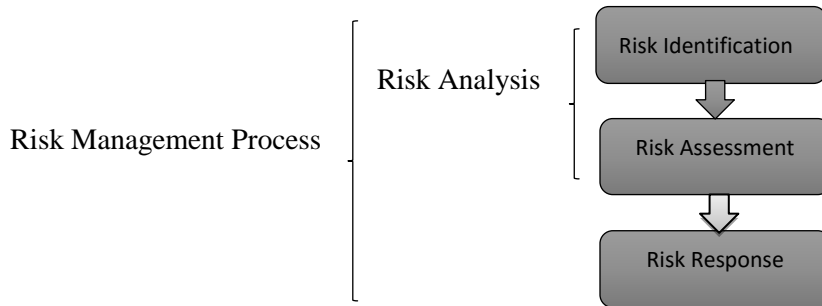 Risk Identification
Risk Analysis
Risk Management Process
Risk Assessment
Risk Response